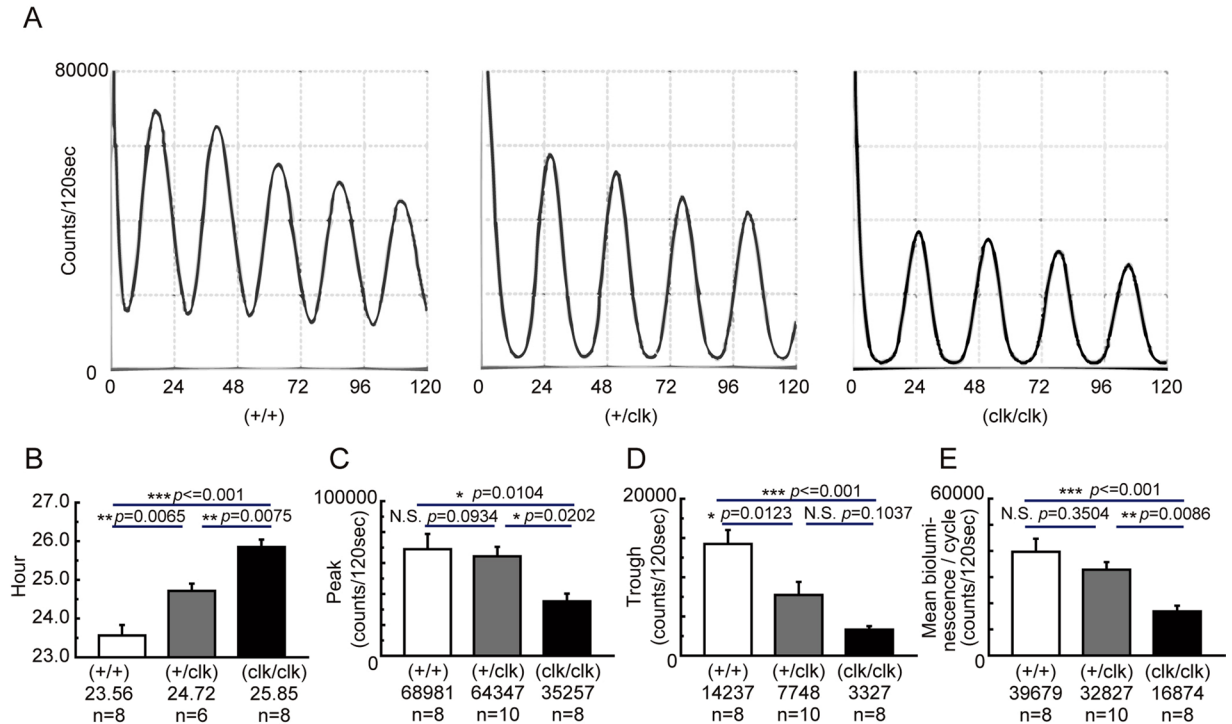 A
80000
Counts/120sec
0
0 24 48 72 96 120
(+/+)
0 24 48 72 96 120
(+/clk)
0 24 48 72 96 120
(clk/clk)
B
27.0
26.0
25.0
24.0
23.0
Hour
***p<=0.001
**p=0.0065 **p=0.0075
(+/+) (+/clk) (clk/clk)
23.56 24.72 25.85
n=8 n=6 n=8
C
100000
0
Peak
(counts/120sec)
* p=0.0104
N.S. p=0.0934 * p=0.0202
(+/+) (+/clk) (clk/clk)
68981 64347 35257
n=8 n=10 n=8
D
20000
0
Trough
(counts/120sec)
*** p<=0.001
* p=0.0123 N.S. p=0.1037
(+/+) (+/clk) (clk/clk)
14237 7748 3327
n=8 n=10 n=8
E
60000
0
Mean biolumi-
nescence / cycle
(counts/120sec)
*** p<=0.001
N.S. p=0.3504 ** p=0.0086
(+/+) (+/clk) (clk/clk)
39679 32827 16874
n=8 n=10 n=8